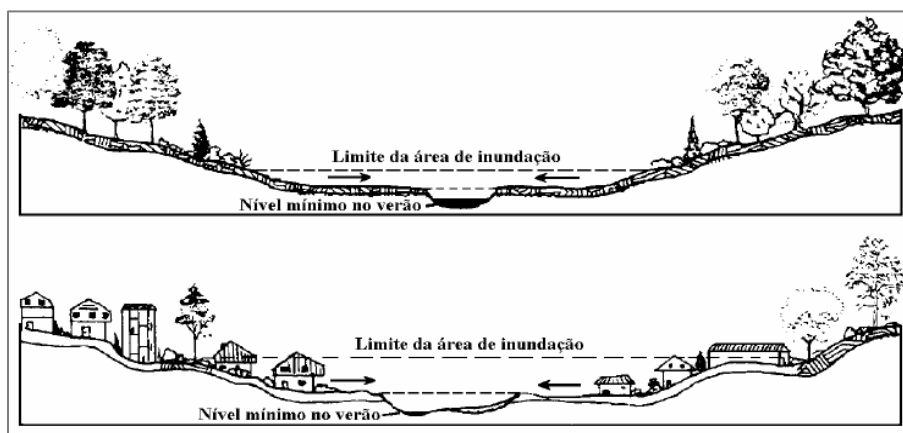 Limite da área de inundação
Nível mínimo no verão
Limite da área de inundação
Nível mínimo no verão